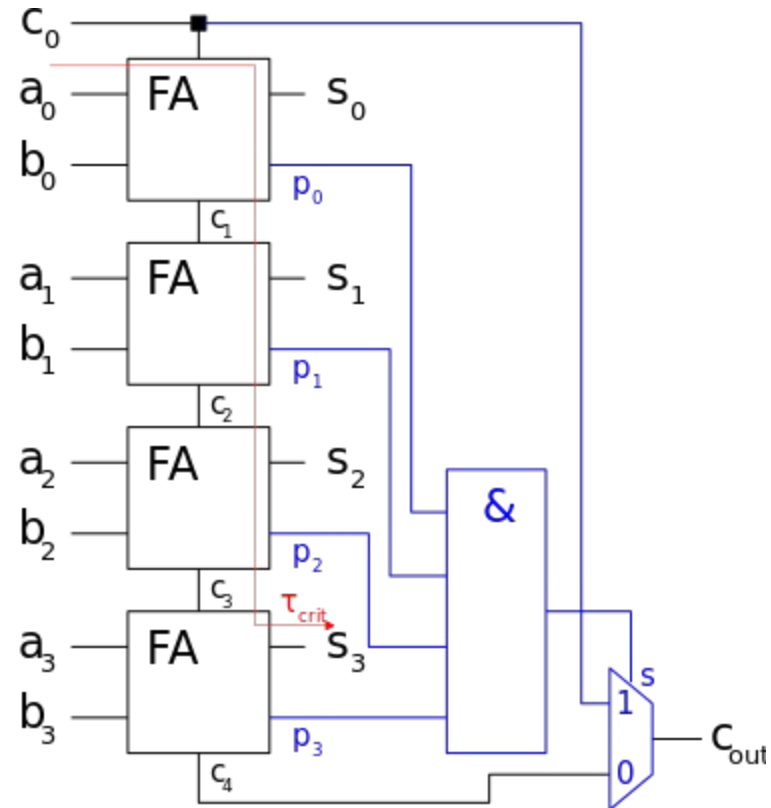 c0
a0 FA s0
b0 p0
c1
a1 FA s1
b1 p1
c2
a2 FA s2
b2 p2
&
c3
τcrit
a3 FA s3
s
1
b3 p3
cout
c4
0